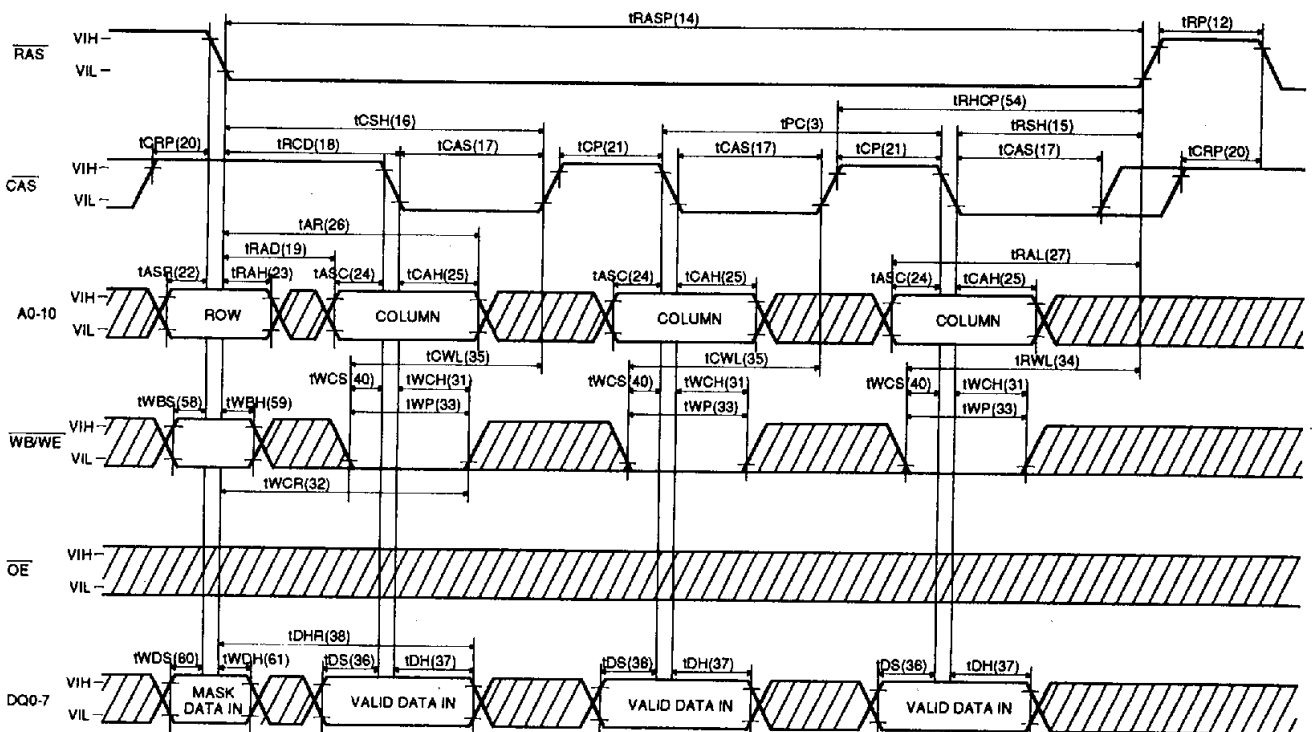 tRASP(14) tRP(12)
VIH
RAS
VIL
tRHCP(54)
tCSH(16) tPC(3) tRSH(15)
tCRP(20) tRCD(18) tCAS(17) tCP(21) tCAS(17) tCP(21) tCAS(17) tCRP(20)
VIH
CAS
VIL
tAR(26)
tRAD(19) tRAL(27)
tASR(22) tRAH(23) tASC(24) tCAH(25) tASC(24) tCAH(25) tASC(24) tCAH(25)
VIH
A0-10 ROW COLUMN COLUMN COLUMN
VIL
tCWL(35) tCWL(35) tRWL(34)
tWCS(40) tWCH(31) tWCS(40) tWCH(31) tWCS(40) tWCH(31)
tWBS(58) tWBH(59) tWP(33) tWP(33) tWP(33)
VIH
WB/WE
VIL
tWCR(32)
VIH
OE
VIL
tDHR(38)
tWDS(60) tWDH(61) tDS(36) tDH(37) tDS(36) tDH(37) tDS(36) tDH(37)
VIH
DQ0-7 MASK DATA IN VALID DATA IN VALID DATA IN VALID DATA IN
VIL